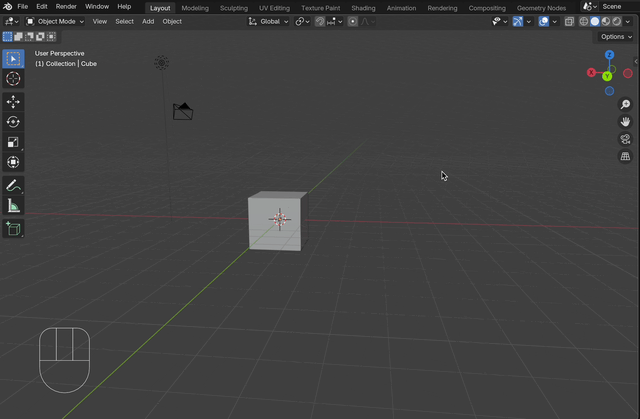 File Edit Render Window Help Layout Modeling Sculpting UV Editing Texture Paint Shading Animation Rendering Compositing Geometry Nodes Scene
Object Mode View Select Add Object Global
Options
User Perspective
(1) Collection | Cube
Z
X
Y